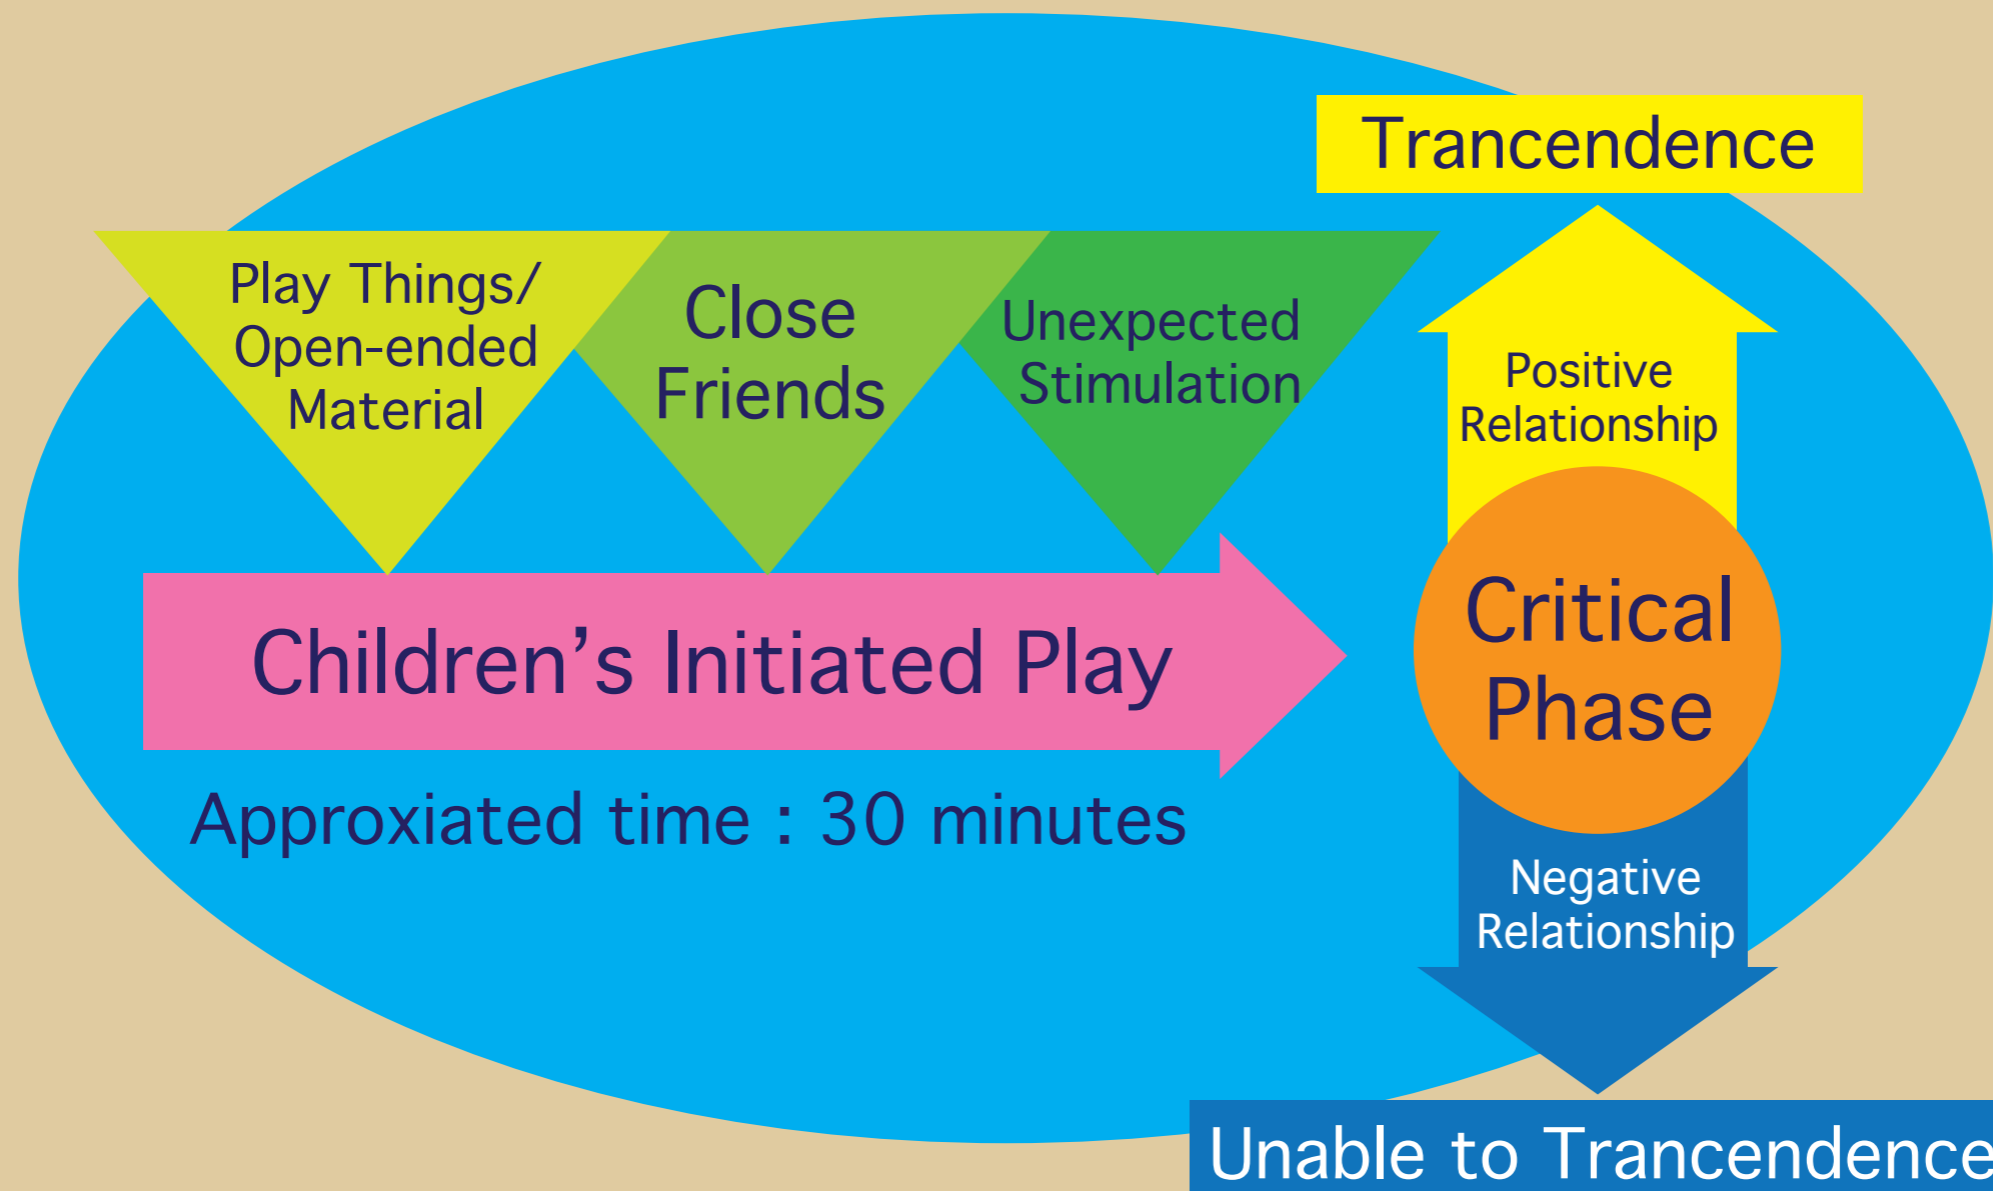 Trancendence
Play Things/
Open-ended
Material
Close
Friends
Unexpected
Stimulation
Positive
Relationship
Children's Initiated Play
Critical
Phase
Approxiated time : 30 minutes
Negative
Relationship
Unable to Trancendence